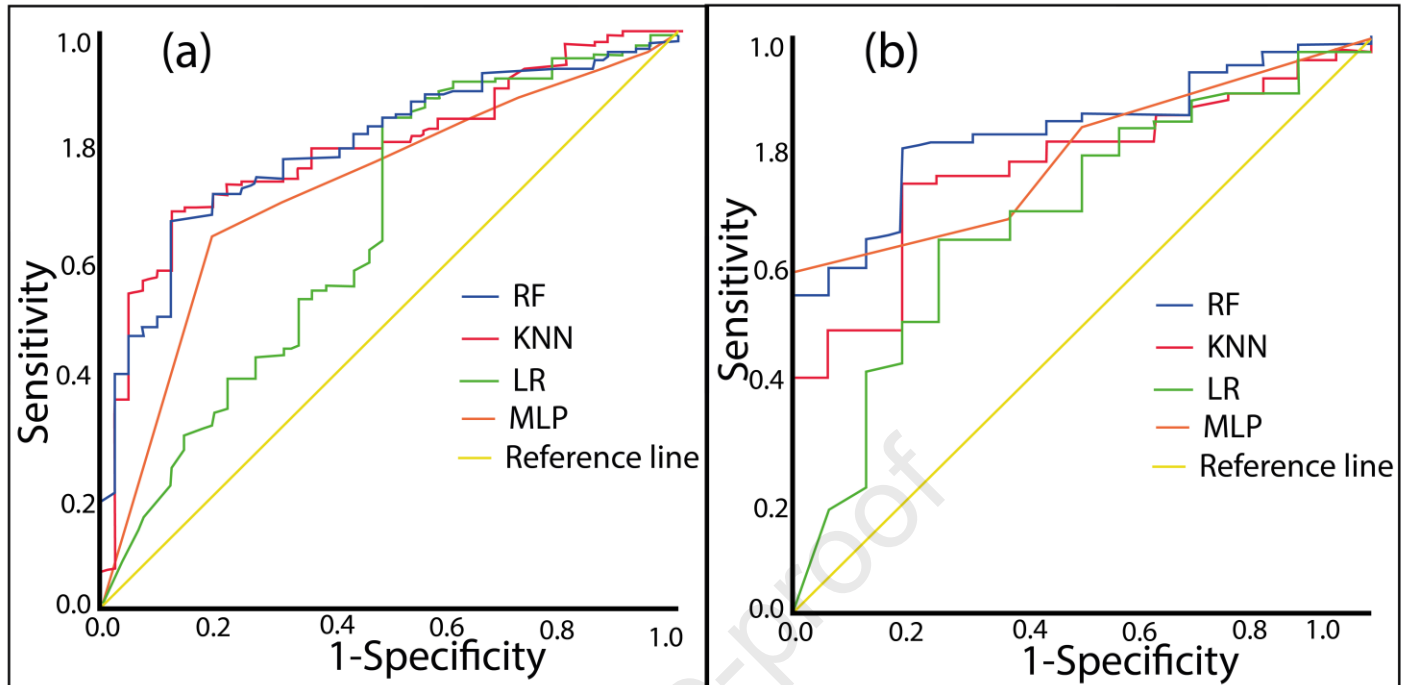 (a)
1.0
1.8
0.6
0.4
0.2
0.0
Sensitivity
RF
KNN
LR
MLP
Reference line
0.0 0.2 0.4 0.6 0.8 1.0
1-Specificity
(b)
1.0
1.8
0.6
0.4
0.2
0.0
Sensitivity
RF
KNN
LR
MLP
Reference line
0.0 0.2 0.4 0.6 0.8 1.0
1-Specificity
-proof